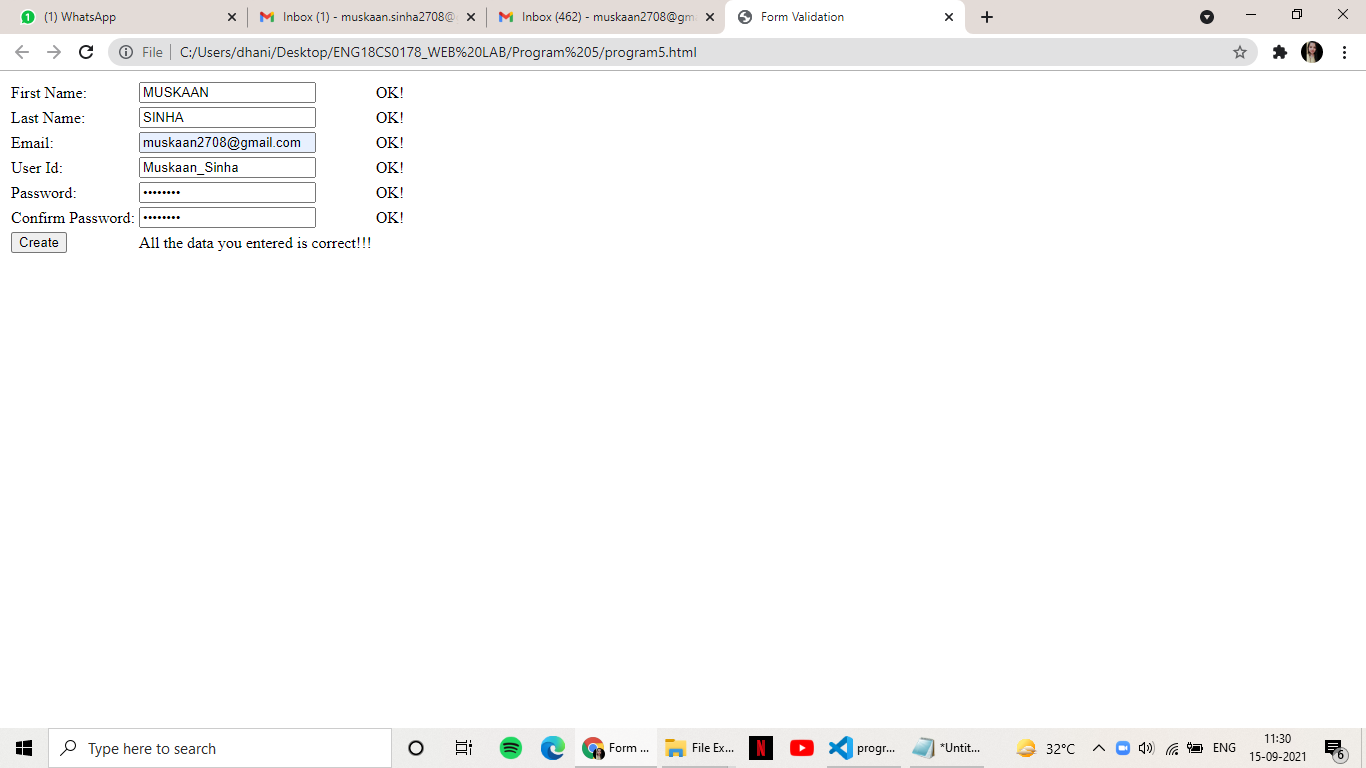 (1) WhatsApp
Inbox (1) - muskaan.sinha2708@
Inbox (462) - muskaan2708@gm
Form Validation
File
C:/Users/dhani/Desktop/ENG18CS0178_WEB%20LAB/Program%205/program5.html
First Name: MUSKAAN OK!
Last Name: SINHA OK!
Email: muskaan2708@gmail.com OK!
User Id: Muskaan_Sinha OK!
Password: •••••••• OK!
Confirm Password: •••••••• OK!
Create All the data you entered is correct!!!
Type here to search
Form ...
File Ex...
N
progr...
*Untit...
32°C
ENG
11:30
15-09-2021
6